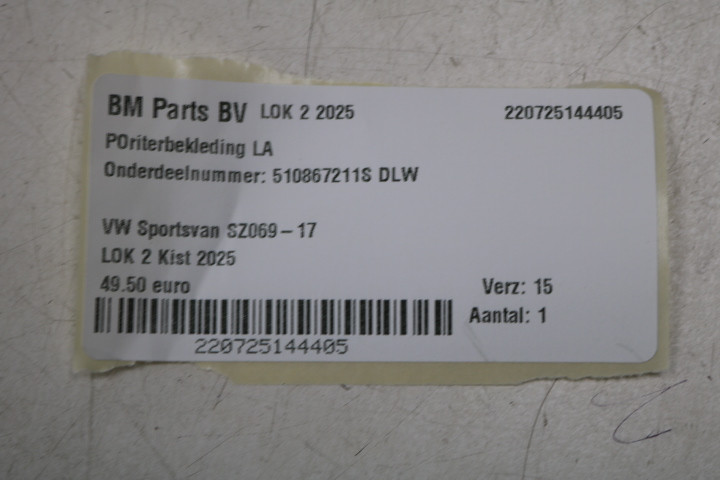 BM Parts BV LOK 2 2025 220725144405
POriterbekleding LA
Onderdeelnummer: 510867211S DLW
VW Sportsvan SZ069-17
LOK 2 Kist 2025
49.50 euro Verz: 15
Aantal: 1
220725144405